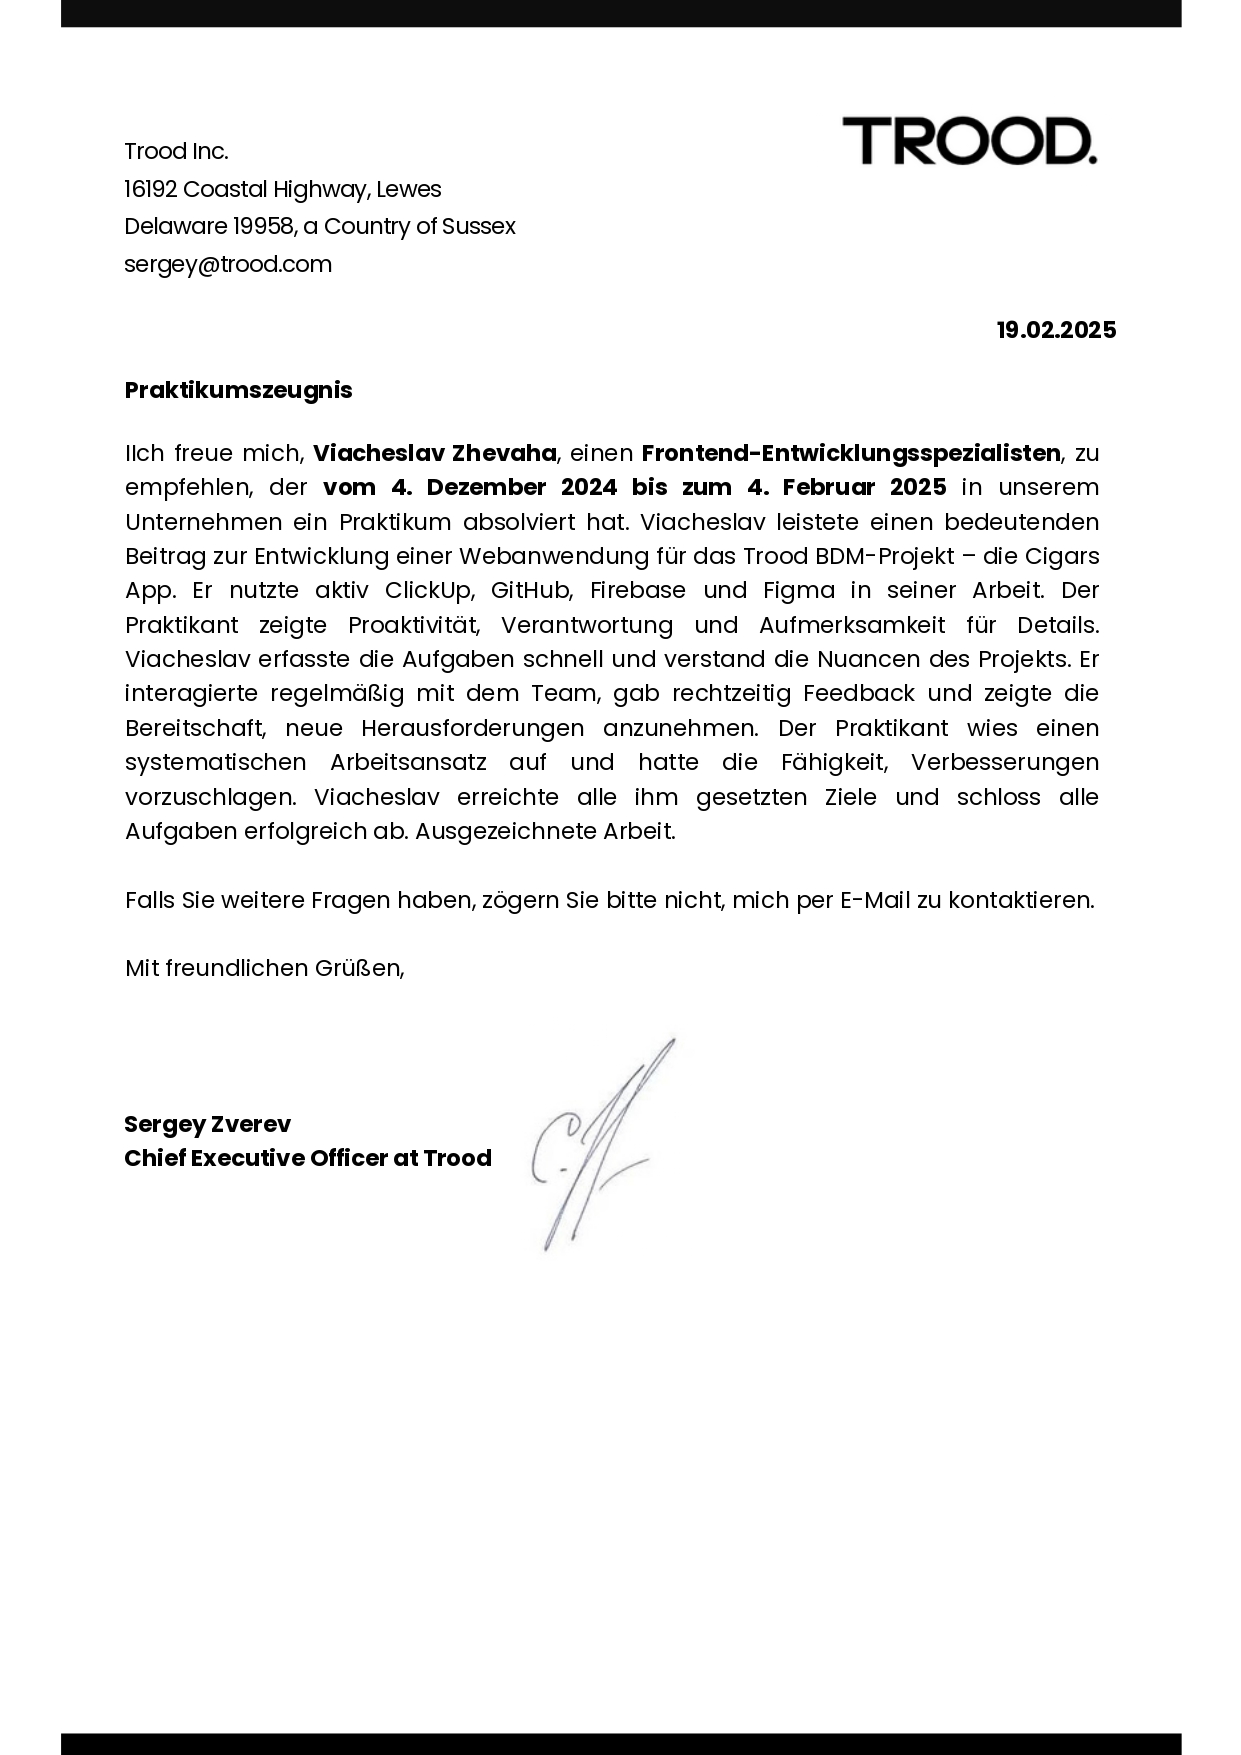 TROOD.
Trood Inc.
16192 Coastal Highway, Lewes
Delaware 19958, a Country of Sussex
sergey@trood.com
19.02.2025
Praktikumszeugnis
IIch freue mich, Viacheslav Zhevaha, einen Frontend-Entwicklungsspezialisten, zu
empfehlen, der vom 4. Dezember 2024 bis zum 4. Februar 2025 in unserem
Unternehmen ein Praktikum absolviert hat. Viacheslav leistete einen bedeutenden
Beitrag zur Entwicklung einer Webanwendung für das Trood BDM-Projekt – die Cigars
App. Er nutzte aktiv ClickUp, GitHub, Firebase und Figma in seiner Arbeit. Der
Praktikant zeigte Proaktivität, Verantwortung und Aufmerksamkeit für Details.
Viacheslav erfasste die Aufgaben schnell und verstand die Nuancen des Projekts. Er
interagierte regelmäßig mit dem Team, gab rechtzeitig Feedback und zeigte die
Bereitschaft, neue Herausforderungen anzunehmen. Der Praktikant wies einen
systematischen Arbeitsansatz auf und hatte die Fähigkeit, Verbesserungen
vorzuschlagen. Viacheslav erreichte alle ihm gesetzten Ziele und schloss alle
Aufgaben erfolgreich ab. Ausgezeichnete Arbeit.
Falls Sie weitere Fragen haben, zögern Sie bitte nicht, mich per E-Mail zu kontaktieren.
Mit freundlichen Grüßen,
Sergey Zverev
Chief Executive Officer at Trood